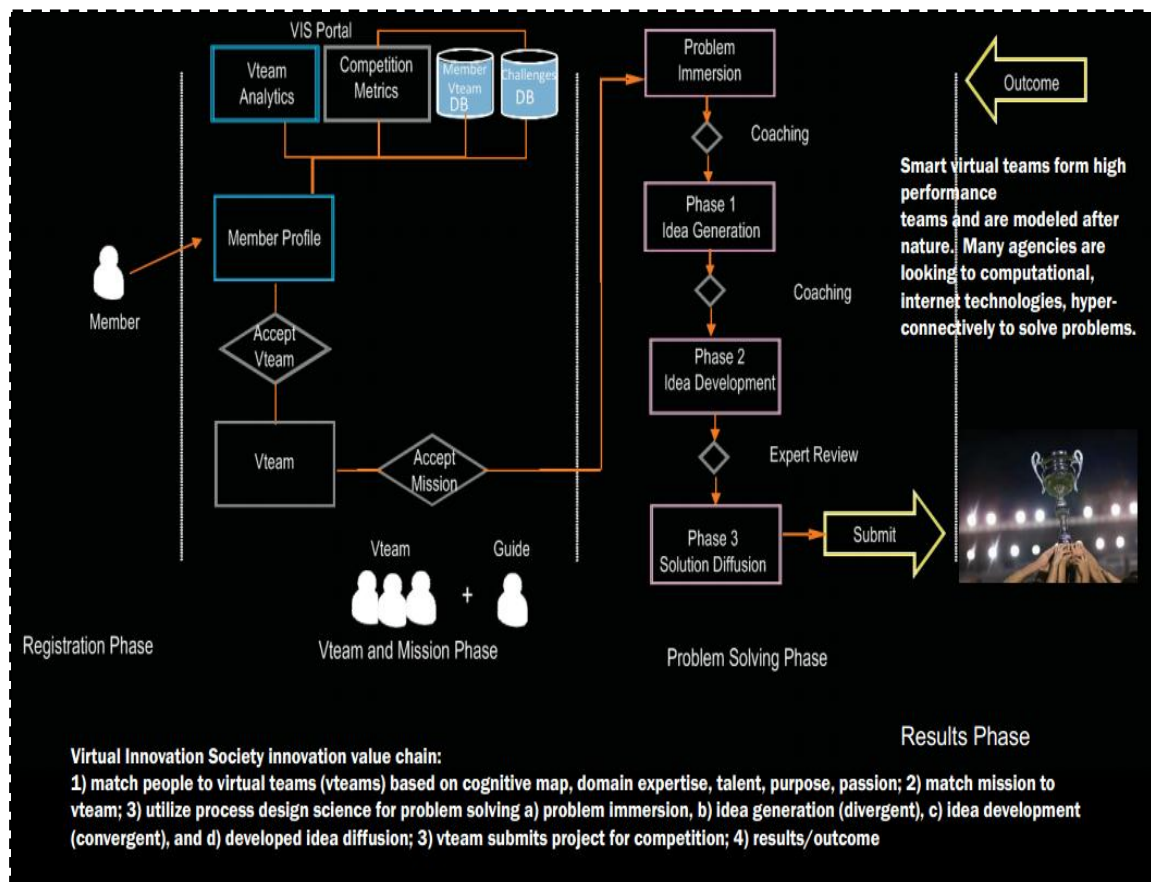 VIS Portal
Vteam
Analytics
Competition
Metrics
Member
Vteam
DB
Challenges
DB
Member Profile
Member
Accept
Vteam
Vteam
Accept
Mission
Vteam
Guide
+
Registration Phase
Vteam and Mission Phase
Problem
Immersion
Coaching
Phase 1
Idea Generation
Coaching
Phase 2
Idea Development
Expert Review
Phase 3
Solution Diffusion
Submit
Problem Solving Phase
Outcome
Smart virtual teams form high
performance
teams and are modeled after
nature. Many agencies are
looking to computational,
internet technologies, hyper-
connectively to solve problems.
Results Phase
Virtual Innovation Society innovation value chain:
1) match people to virtual teams (vteams) based on cognitive map, domain expertise, talent, purpose, passion; 2) match mission to
vteam; 3) utilize process design science for problem solving a) problem immersion, b) idea generation (divergent), c) idea development
(convergent), and d) developed idea diffusion; 3) vteam submits project for competition; 4) results/outcome